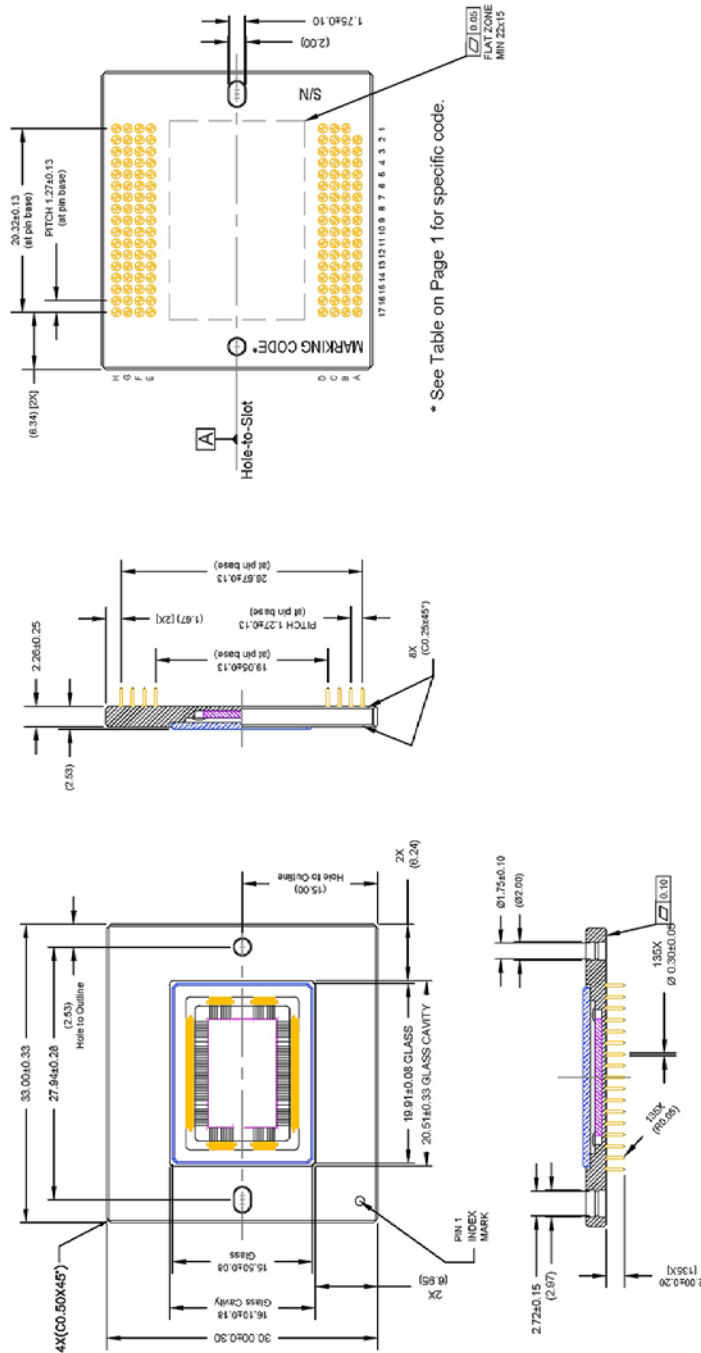 1.75±0.10
(2.00)
20.32±0.13
(at pin base)
PITCH 1.27±0.13
(at pin base)
(6.34) [2X]
0.05
FLAT ZONE
MIN 22x15
S/N
MARKING CODE*
H
G
F
E
D
C
B
A
17 16 15 14 13 12 11 10 9 8 7 6 5 4 3 2 1
A
Hole-to-Slot
* See Table on Page 1 for specific code.
2.26±0.25
(2.53)
26.67±0.13
(at pin base)
(1.67) [2X]
PITCH 1.27±0.13
(at pin base)
19.05±0.13
(at pin base)
8X
(C0.25x45°)
33.00±0.33
27.94±0.28
(2.53)
Hole to Outline
4X(C0.50X45°)
2X
(6.24)
(15.00)
Hole to Outline
19.91±0.08 GLASS
20.51±0.33 GLASS CAVITY
15.50±0.08
Glass
16.10±0.18
Glass Cavity
30.00±0.30
2X
(6.95)
PIN 1
INDEX
MARK
Ø1.75±0.10
(Ø2.00)
0.10
135X
Ø 0.30±0.05
135X
(R0.05)
2.72±0.15
(2.97)
.00±0.20
[135X]